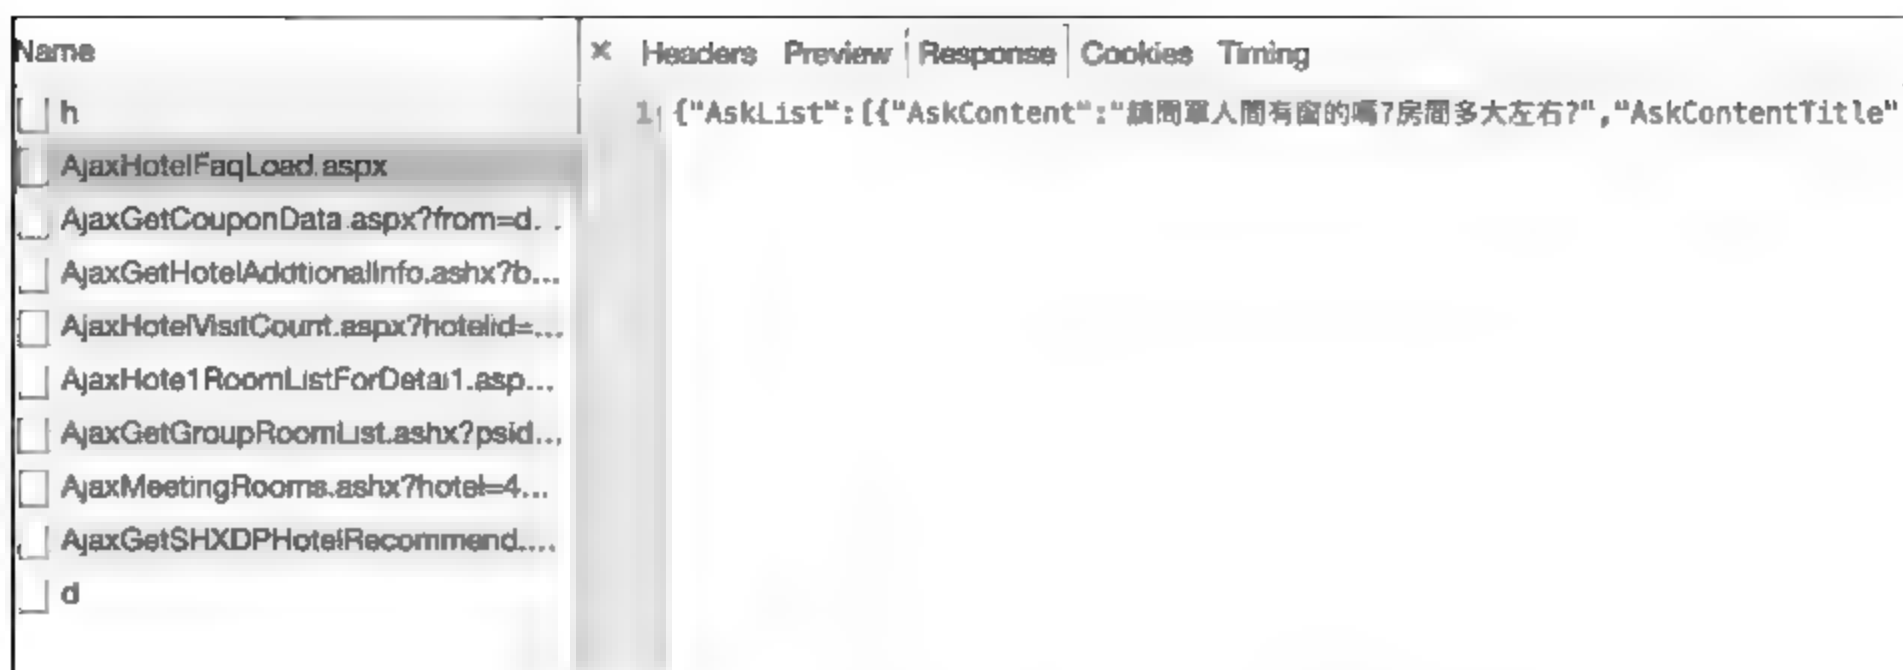 Name
× Headers Preview Response Cookies Timing
h
1 {"AskList":[{"AskContent":"請問單人間有窗的嗎?房間多大左右?","AskContentTitle"
AjaxHotelFaqLoad.aspx
AjaxGetCouponData.aspx?from=d...
AjaxGetHotelAddtionalInfo.ashx?b...
AjaxHotelVisitCount.aspx?hotelid=...
AjaxHote1RoomListForDetai1.asp...
AjaxGetGroupRoomList.ashx?psid...
AjaxMeetingRooms.ashx?hotel=4...
AjaxGetSHXDPHotelRecommend....
d